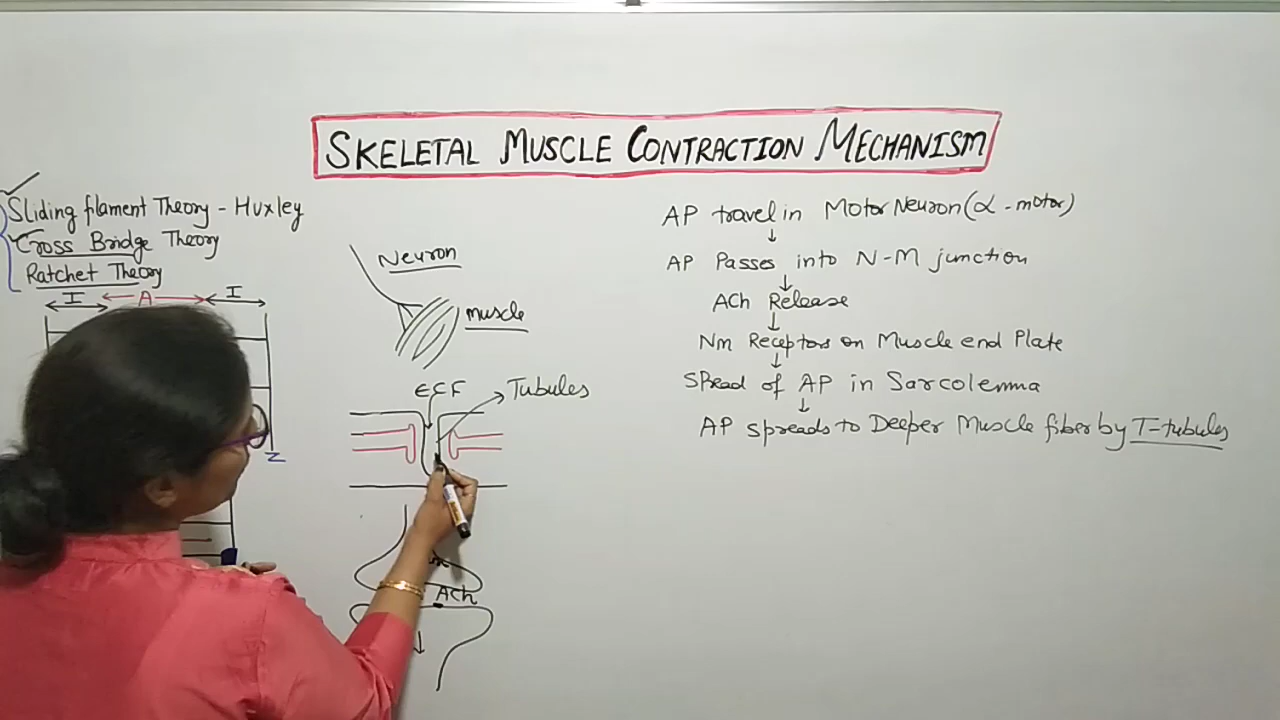 SKELETAL MUSCLE CONTRACTION MECHANISM
Sliding filament Theory - Huxley
Cross Bridge Theory
Ratchet Theory
I A I
Z
Neuron
muscle
ECF
Tubules
ACh
AP travel in Motor Neuron (α - motor)
↓
AP Passes into N-M junction
↓
ACh Release
↓
Nm Receptors on Muscle end Plate
↓
SPread of AP in Sarcolemma
↓
AP spreads to Deeper Muscle fiber by T-tubules